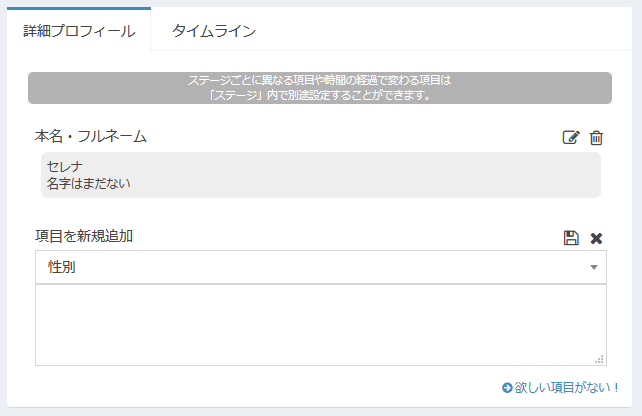 詳細プロフィール
タイムライン
ステージごとに異なる項目や時間の経過で変わる項目は
「ステージ」内で別途設定することができます。
本名・フルネーム
セレナ
名字はまだない
項目を新規追加
性別
欲しい項目がない！